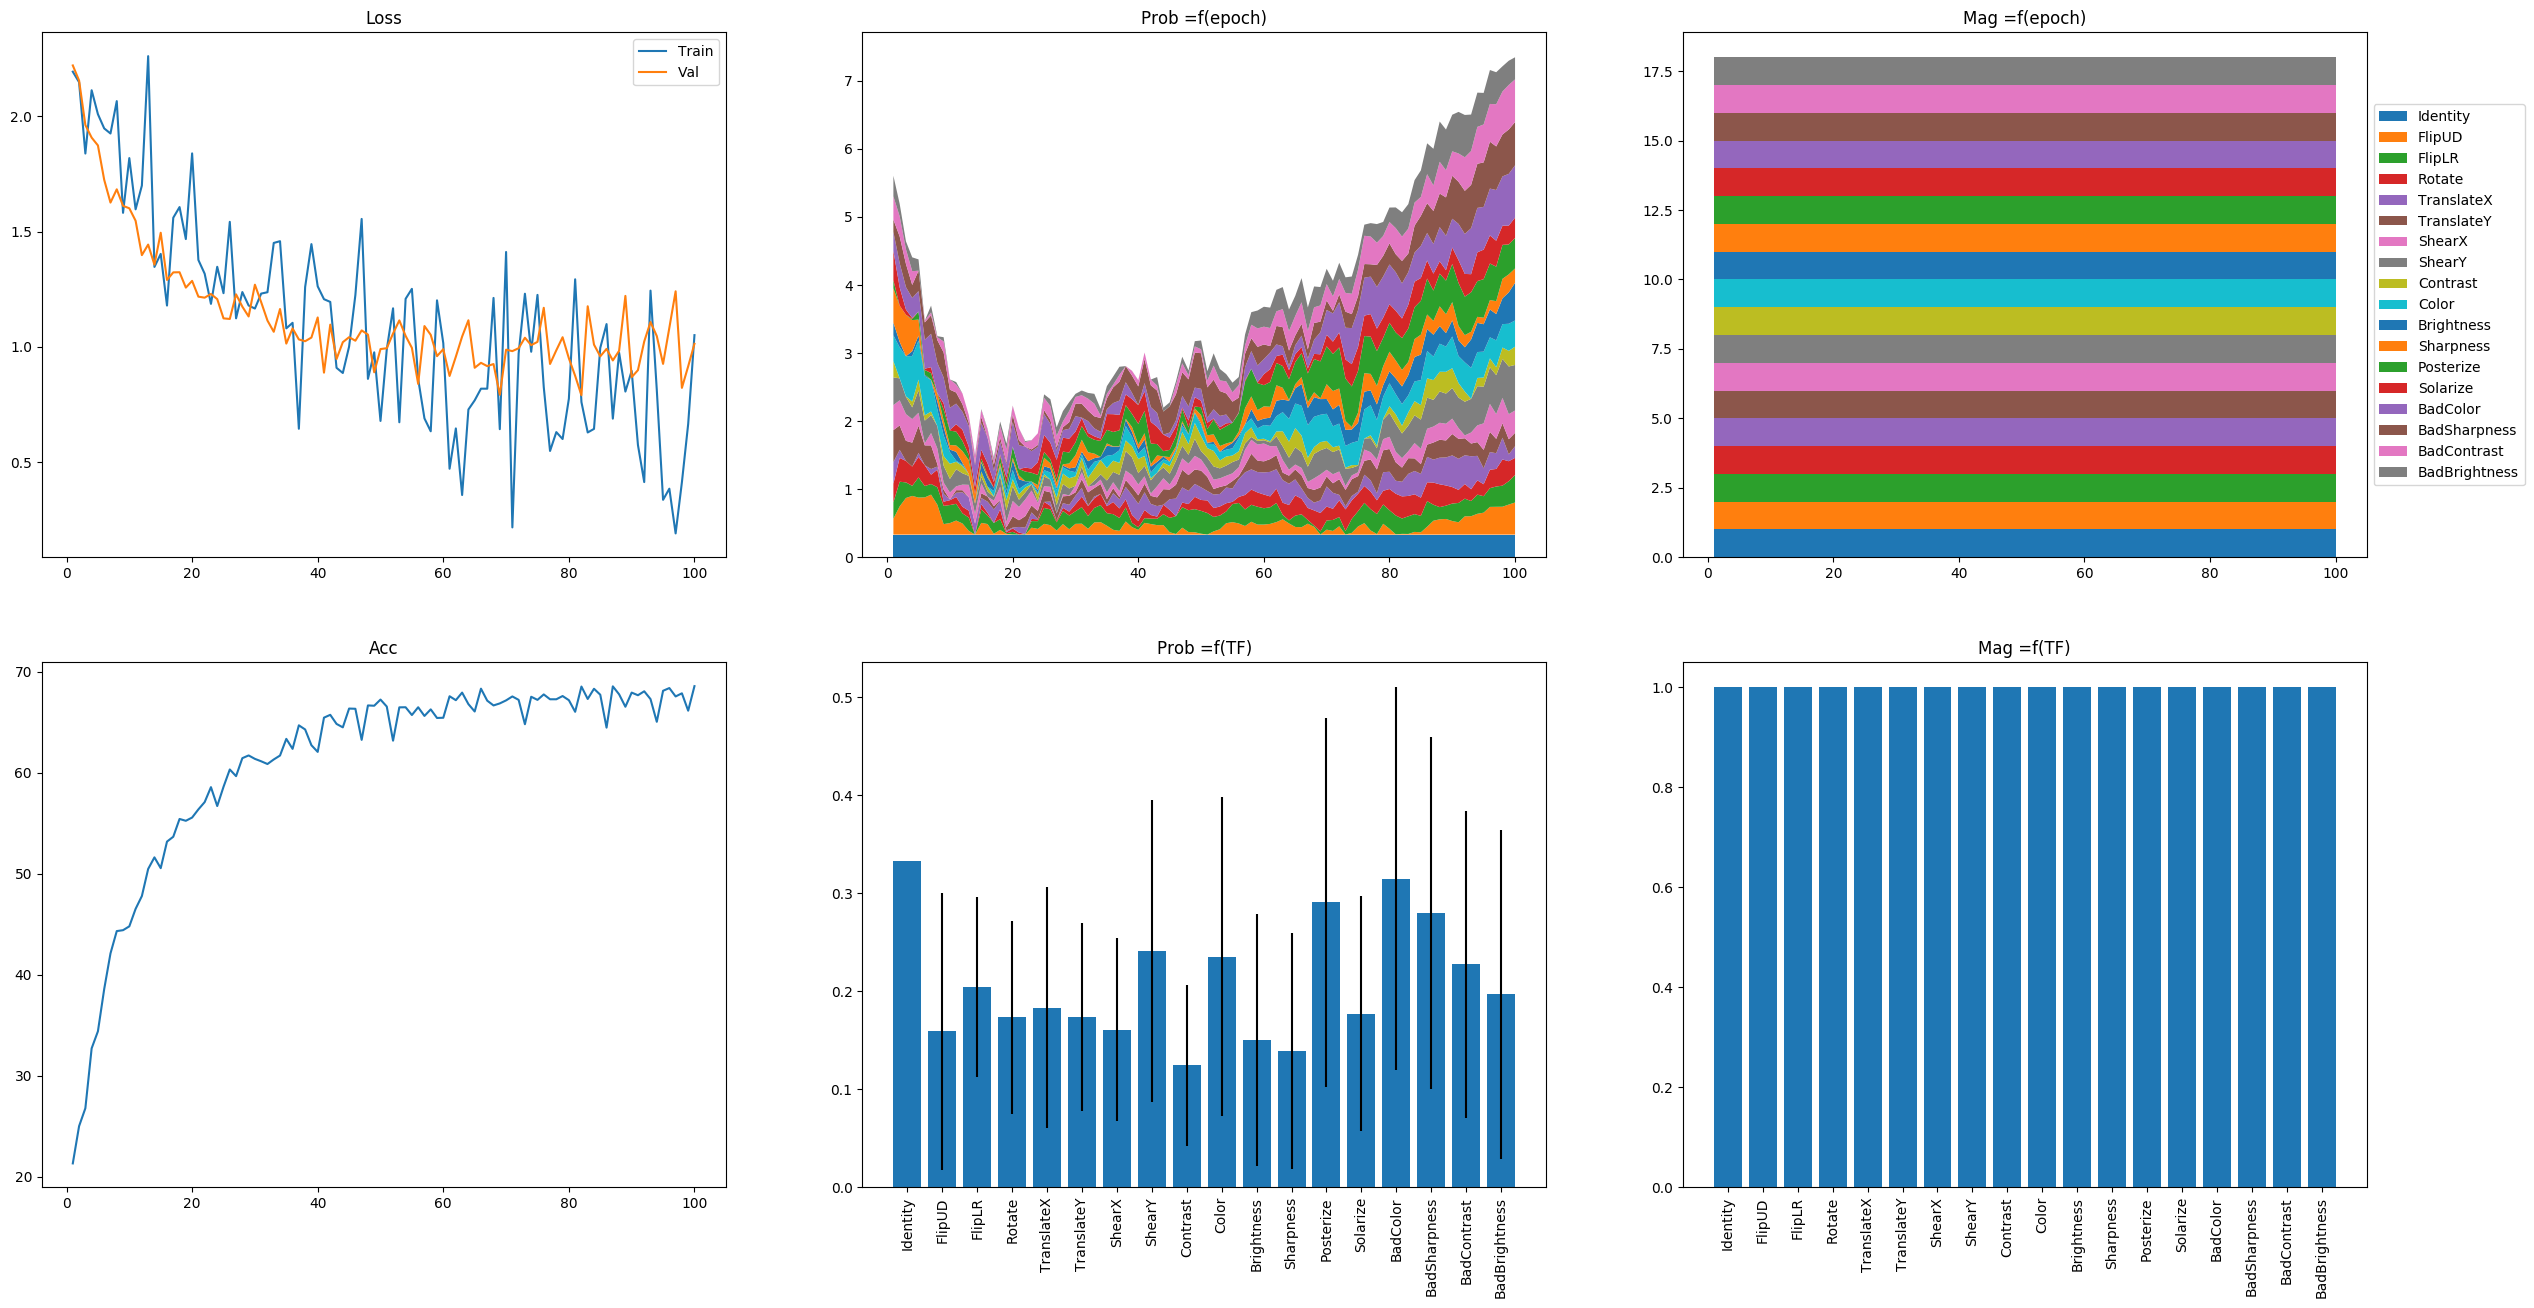 Loss
Train
Val
2.0
1.5
1.0
0.5
0 20 40 60 80 100
Prob =f(epoch)
7
6
5
4
3
2
1
0
0 20 40 60 80 100
Mag =f(epoch)
17.5
15.0
12.5
10.0
7.5
5.0
2.5
0.0
0 20 40 60 80 100
Identity
FlipUD
FlipLR
Rotate
TranslateX
TranslateY
ShearX
ShearY
Contrast
Color
Brightness
Sharpness
Posterize
Solarize
BadColor
BadSharpness
BadContrast
BadBrightness
Acc
70
60
50
40
30
20
0 20 40 60 80 100
Prob =f(TF)
0.5
0.4
0.3
0.2
0.1
0.0
Identity
FlipUD
FlipLR
Rotate
TranslateX
TranslateY
ShearX
ShearY
Contrast
Color
Brightness
Sharpness
Posterize
Solarize
BadColor
BadSharpness
BadContrast
BadBrightness
Mag =f(TF)
1.0
0.8
0.6
0.4
0.2
0.0
Identity
FlipUD
FlipLR
Rotate
TranslateX
TranslateY
ShearX
ShearY
Contrast
Color
Brightness
Sharpness
Posterize
Solarize
BadColor
BadSharpness
BadContrast
BadBrightness